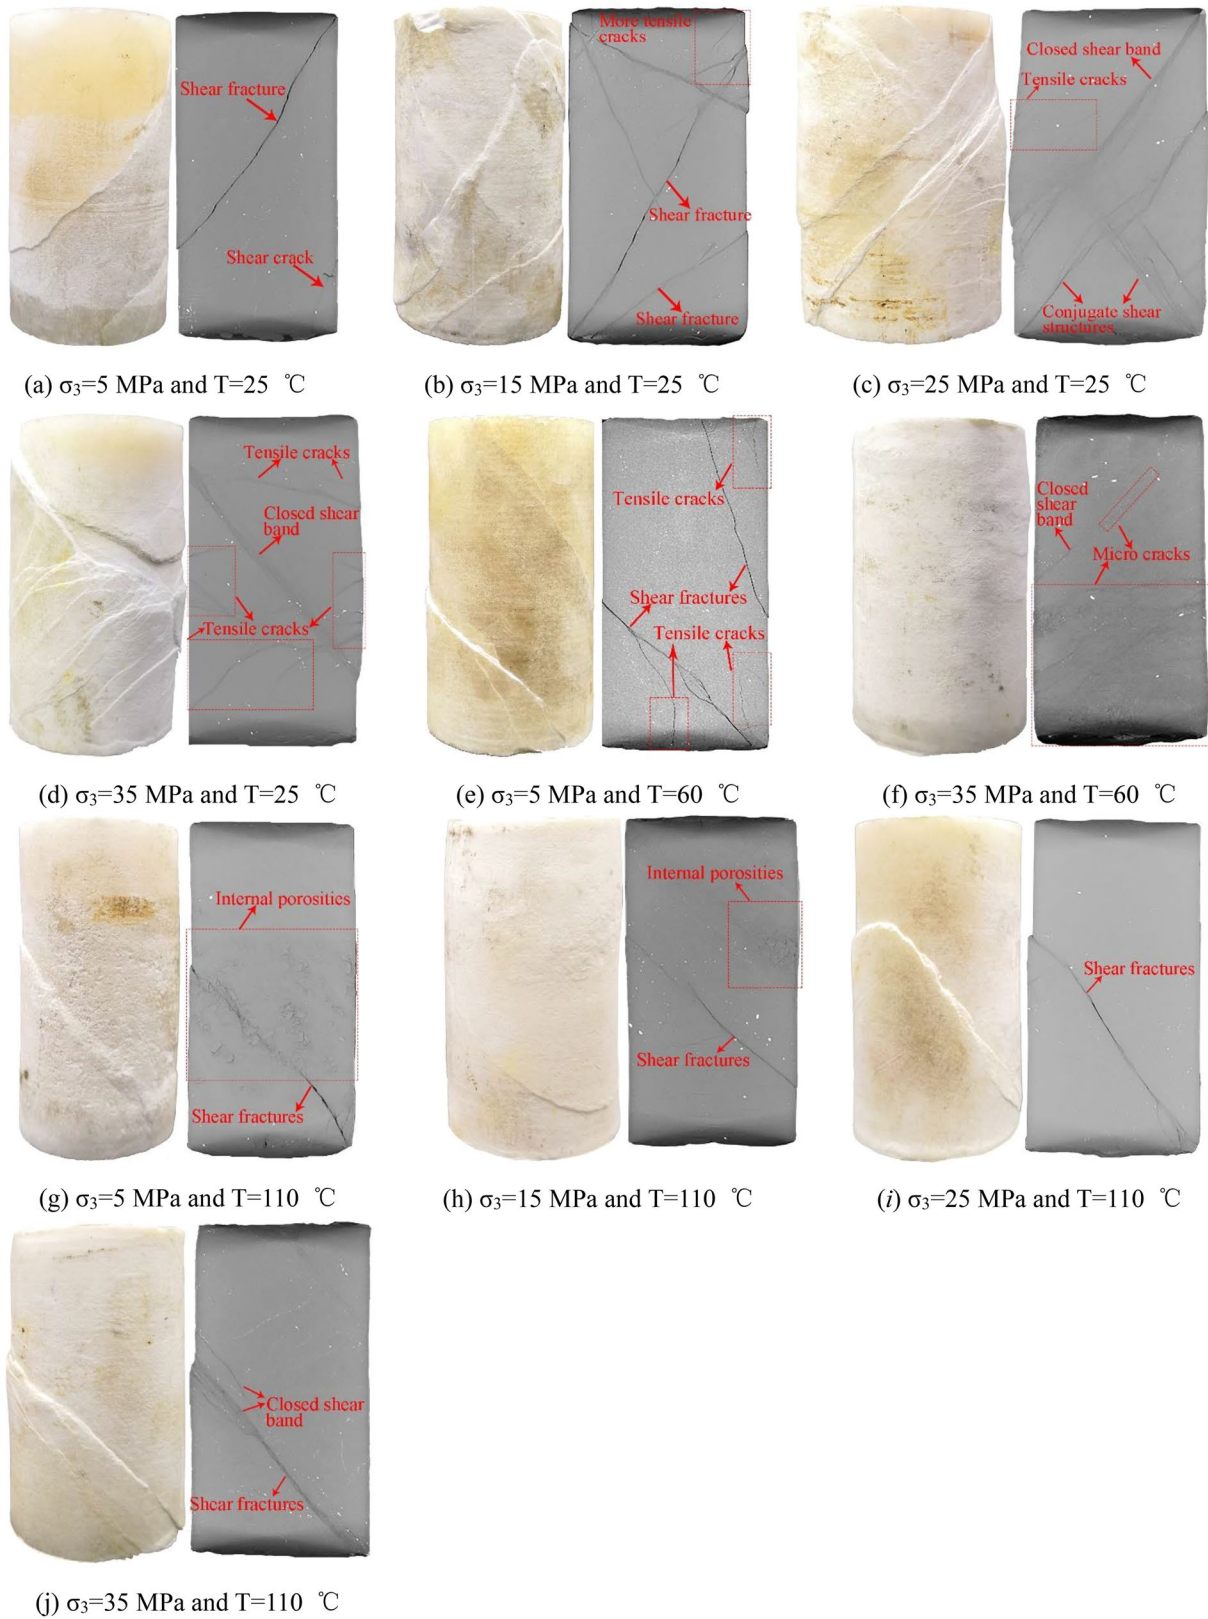 Shear fracture
Shear crack
More tensile
cracks
Shear fracture
Shear fracture
Closed shear band
Tensile cracks
Conjugate shear
structures
(a) σ₃=5 MPa and T=25 ℃
(b) σ₃=15 MPa and T=25 ℃
(c) σ₃=25 MPa and T=25 ℃
Tensile cracks
Closed shear
band
Tensile cracks
Tensile cracks
Shear fractures
Tensile cracks
Closed
shear
band
Micro cracks
(d) σ₃=35 MPa and T=25 ℃
(e) σ₃=5 MPa and T=60 ℃
(f) σ₃=35 MPa and T=60 ℃
Internal porosities
Shear fractures
Internal porosities
Shear fractures
Shear fractures
(g) σ₃=5 MPa and T=110 ℃
(h) σ₃=15 MPa and T=110 ℃
(i) σ₃=25 MPa and T=110 ℃
Closed shear
band
Shear fractures
(j) σ₃=35 MPa and T=110 ℃